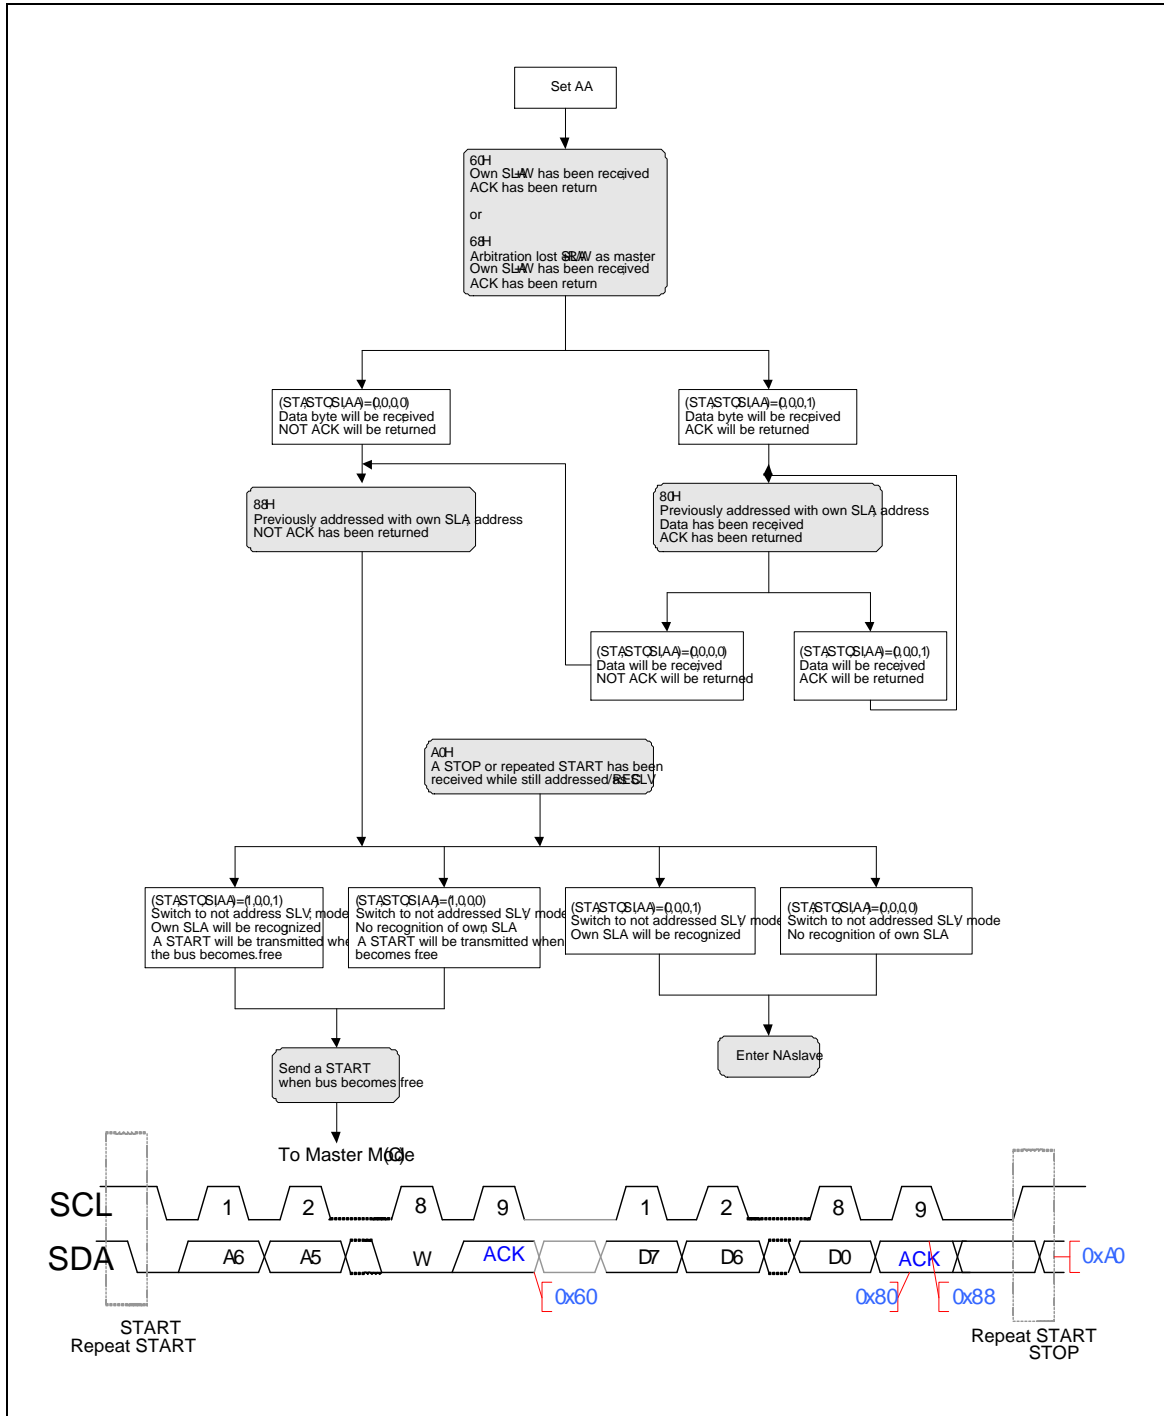 Set AA
60H
Own SLA+W has been received
ACK has been return
or
68H
Arbitration lost SLA+R/W as master
Own SLA+W has been received
ACK has been return
(STA,STO,SI,AA)=(0,0,0,0)
Data byte will be received
NOT ACK will be returned
(STA,STO,SI,AA)=(0,0,0,1)
Data byte will be received
ACK will be returned
88H
Previously addressed with own SLA address
NOT ACK has been returned
80H
Previously addressed with own SLA address
Data has been received
ACK has been returned
(STA,STO,SI,AA)=(0,0,0,0)
Data will be received
NOT ACK will be returned
(STA,STO,SI,AA)=(0,0,0,1)
Data will be received
ACK will be returned
A0H
A STOP or repeated START has been
received while still addressed as SLV/REC
(STA,STO,SI,AA)=(1,0,0,1)
Switch to not address SLV mode
Own SLA will be recognized
A START will be transmitted when
the bus becomes free
(STA,STO,SI,AA)=(1,0,0,0)
Switch to not addressed SLV mode
No recognition of own SLA
A START will be transmitted when
becomes free
(STA,STO,SI,AA)=(0,0,0,1)
Switch to not addressed SLV mode
Own SLA will be recognized
(STA,STO,SI,AA)=(0,0,0,0)
Switch to not addressed SLV mode
No recognition of own SLA
Send a START
when bus becomes free
Enter NAslave
To Master Mode (C)
SCL 1 2 8 9 1 2 8 9
SDA A6 A5 W ACK D7 D6 D0 ACK
0xA0
0x60 0x80 0x88
START
Repeat START
Repeat START
STOP